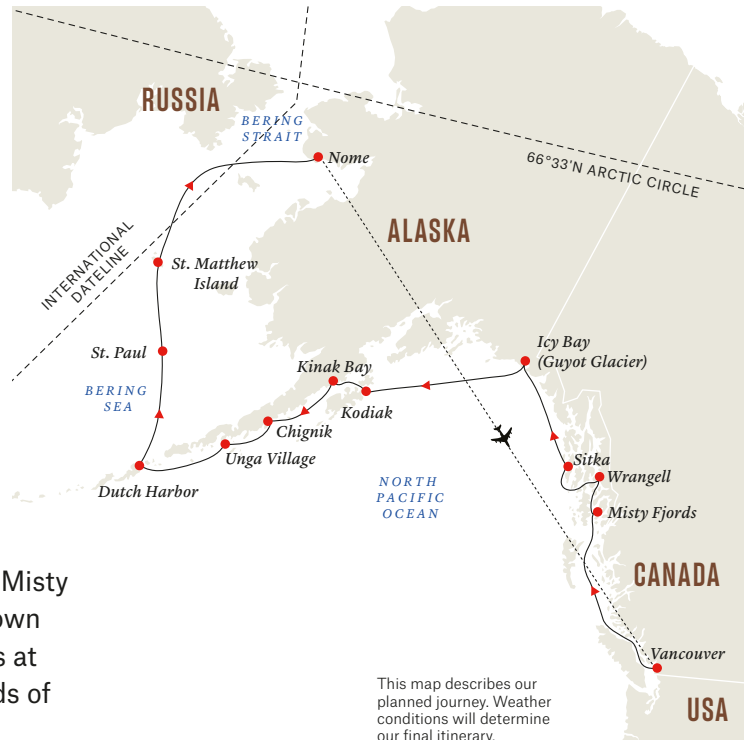 RUSSIA
BERING
STRAIT
Nome
66°33'N ARCTIC CIRCLE
ALASKA
INTERNATIONAL
DATELINE
St. Matthew
Island
Icy Bay
(Guyot Glacier)
St. Paul
Kinak Bay
BERING
SEA
Kodiak
Chignik
Unga Village
Sitka
Wrangell
Dutch Harbor
NORTH
PACIFIC
OCEAN
Misty Fjords
CANADA
Misty
own
s at
ds of
Vancouver
This map describes our
planned journey. Weather
conditions will determine
our final itinerary.
USA